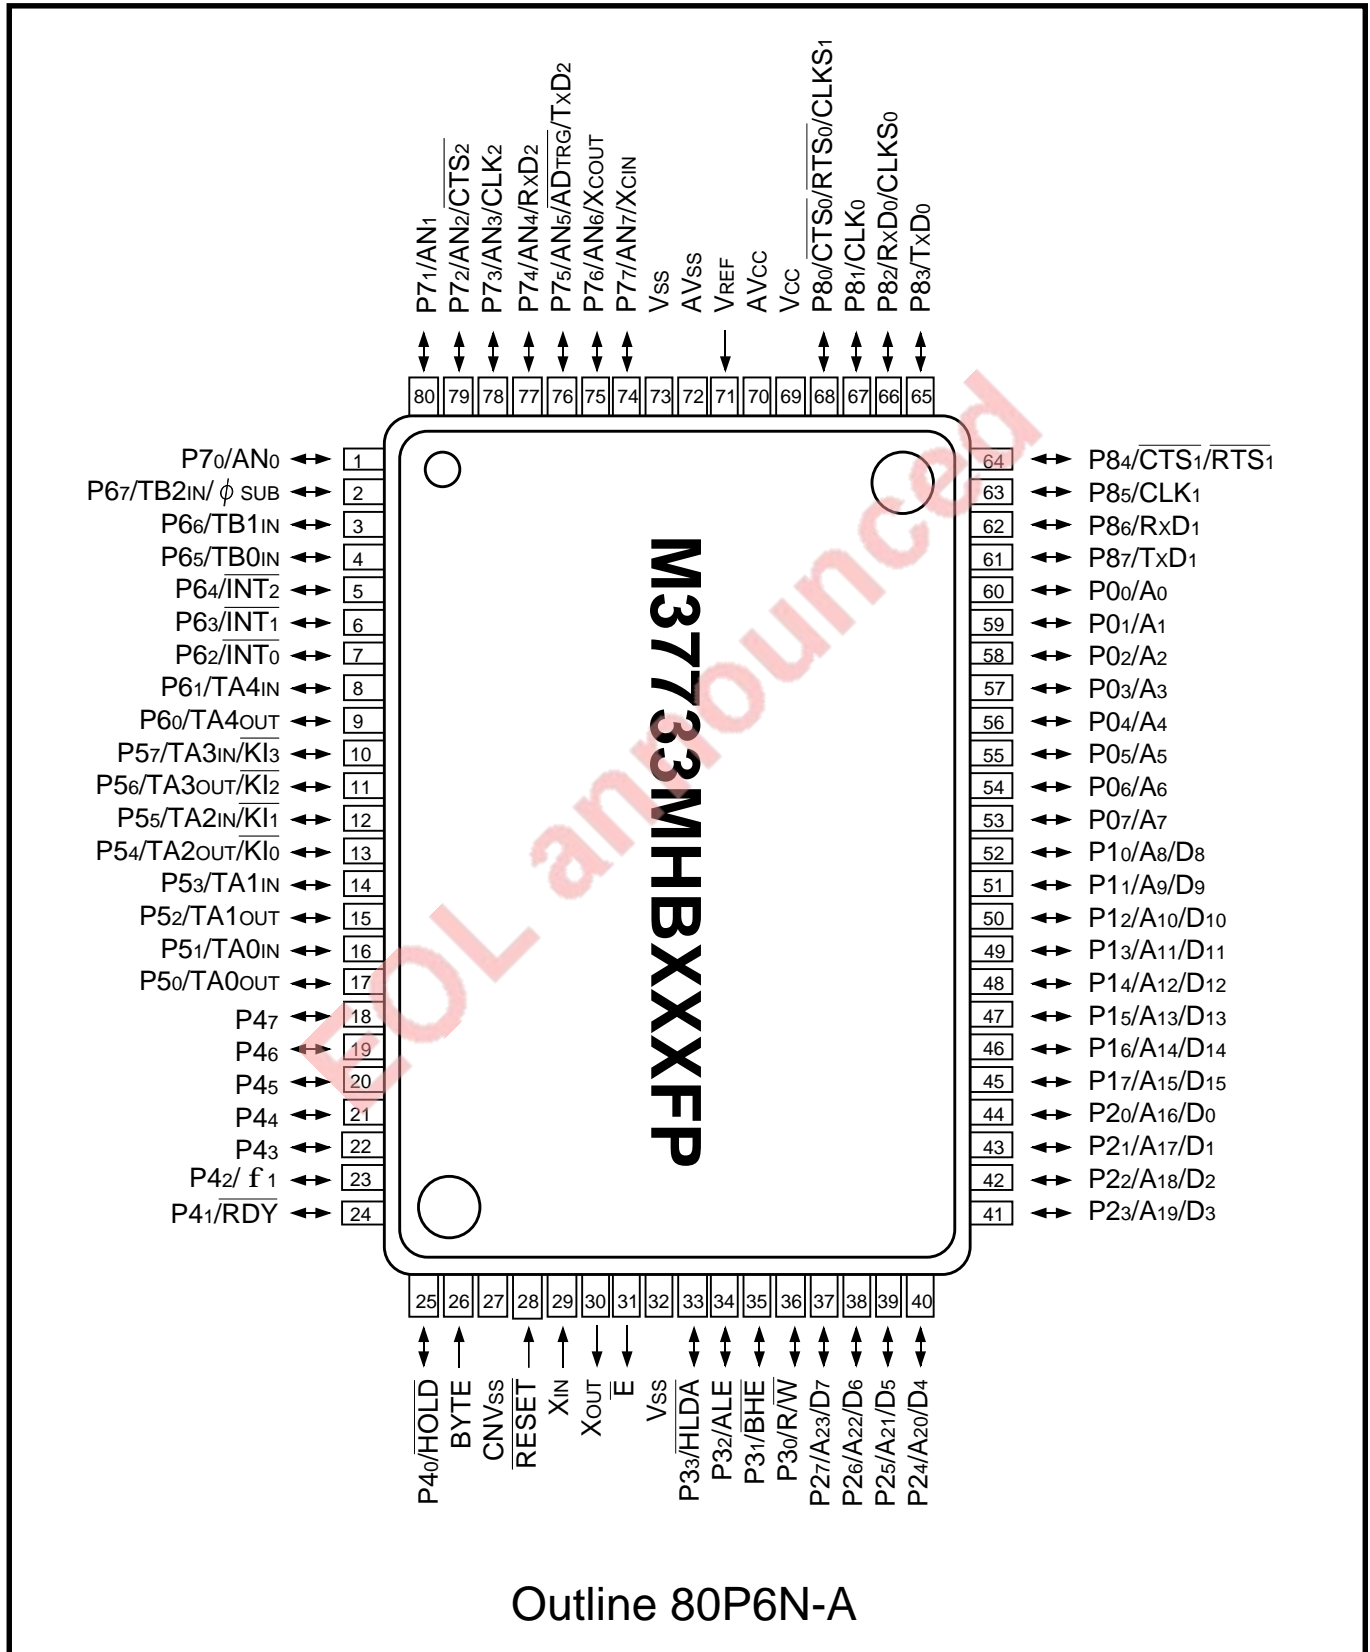 P71/AN1
P72/AN2/CTS2
P73/AN3/CLK2
P74/AN4/RxD2
P75/AN5/ADTRG/TxD2
P76/AN6/XCOUT
P77/AN7/XCIN
VSS
AVSS
VREF
AVCC
VCC
P80/CTS0/RTS0/CLKS1
P81/CLK0
P82/RxD0/CLKS0
P83/TxD0
80 79 78 77 76 75 74 73 72 71 70 69 68 67 66 65
P70/AN0 1
P67/TB2IN/ϕ SUB 2
P66/TB1IN 3
P65/TB0IN 4
P64/INT2 5
P63/INT1 6
P62/INT0 7
P61/TA4IN 8
P60/TA4OUT 9
P57/TA3IN/KI3 10
P56/TA3OUT/KI2 11
P55/TA2IN/KI1 12
P54/TA2OUT/KI0 13
P53/TA1IN 14
P52/TA1OUT 15
P51/TA0IN 16
P50/TA0OUT 17
P47 18
P46 19
P45 20
P44 21
P43 22
P42/ f 1 23
P41/RDY 24
M37733MHBXXXFP
EOL announced
64 P84/CTS1/RTS1
63 P85/CLK1
62 P86/RxD1
61 P87/TxD1
60 P00/A0
59 P01/A1
58 P02/A2
57 P03/A3
56 P04/A4
55 P05/A5
54 P06/A6
53 P07/A7
52 P10/A8/D8
51 P11/A9/D9
50 P12/A10/D10
49 P13/A11/D11
48 P14/A12/D12
47 P15/A13/D13
46 P16/A14/D14
45 P17/A15/D15
44 P20/A16/D0
43 P21/A17/D1
42 P22/A18/D2
41 P23/A19/D3
25 26 27 28 29 30 31 32 33 34 35 36 37 38 39 40
P40/HOLD
BYTE
CNVSS
RESET
XIN
XOUT
E
VSS
P33/HLDA
P32/ALE
P31/BHE
P30/R/W
P27/A23/D7
P26/A22/D6
P25/A21/D5
P24/A20/D4
Outline 80P6N-A